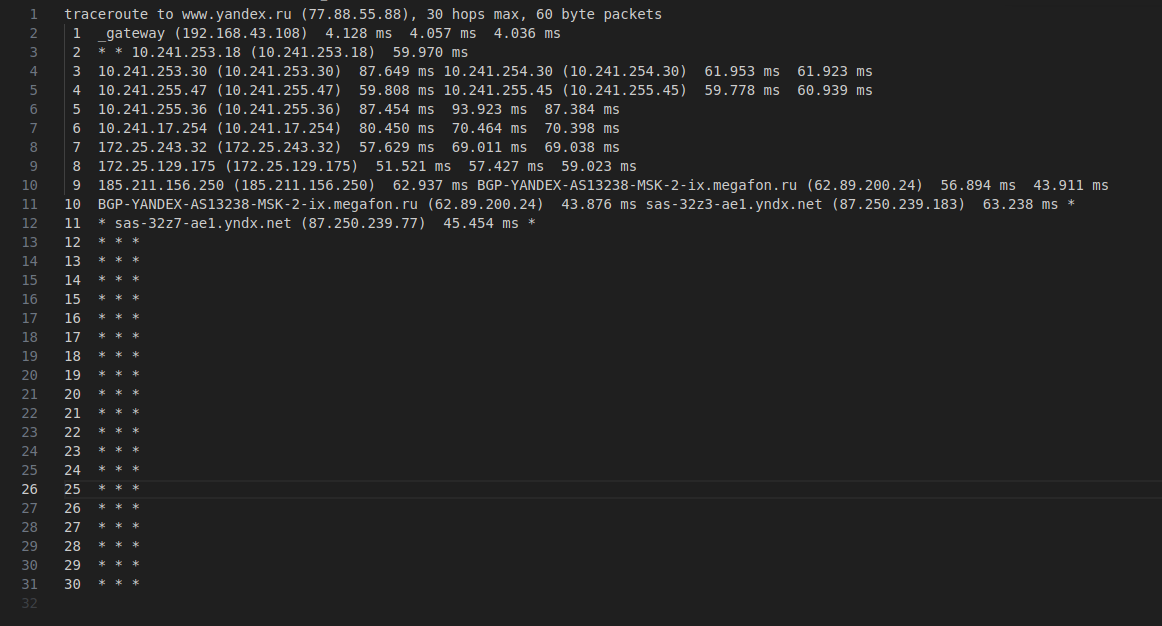 1 traceroute to www.yandex.ru (77.88.55.88), 30 hops max, 60 byte packets
2 1 _gateway (192.168.43.108) 4.128 ms 4.057 ms 4.036 ms
3 2 * * 10.241.253.18 (10.241.253.18) 59.970 ms
4 3 10.241.253.30 (10.241.253.30) 87.649 ms 10.241.254.30 (10.241.254.30) 61.953 ms 61.923 ms
5 4 10.241.255.47 (10.241.255.47) 59.808 ms 10.241.255.45 (10.241.255.45) 59.778 ms 60.939 ms
6 5 10.241.255.36 (10.241.255.36) 87.454 ms 93.923 ms 87.384 ms
7 6 10.241.17.254 (10.241.17.254) 80.450 ms 70.464 ms 70.398 ms
8 7 172.25.243.32 (172.25.243.32) 57.629 ms 69.011 ms 69.038 ms
9 8 172.25.129.175 (172.25.129.175) 51.521 ms 57.427 ms 59.023 ms
10 9 185.211.156.250 (185.211.156.250) 62.937 ms BGP-YANDEX-AS13238-MSK-2-ix.megafon.ru (62.89.200.24) 56.894 ms 43.911 ms
11 10 BGP-YANDEX-AS13238-MSK-2-ix.megafon.ru (62.89.200.24) 43.876 ms sas-32z3-ae1.yndx.net (87.250.239.183) 63.238 ms *
12 11 * sas-32z7-ae1.yndx.net (87.250.239.77) 45.454 ms *
13 12 * * *
14 13 * * *
15 14 * * *
16 15 * * *
17 16 * * *
18 17 * * *
19 18 * * *
20 19 * * *
21 20 * * *
22 21 * * *
23 22 * * *
24 23 * * *
25 24 * * *
26 25 * * *
27 26 * * *
28 27 * * *
29 28 * * *
30 29 * * *
31 30 * * *
32